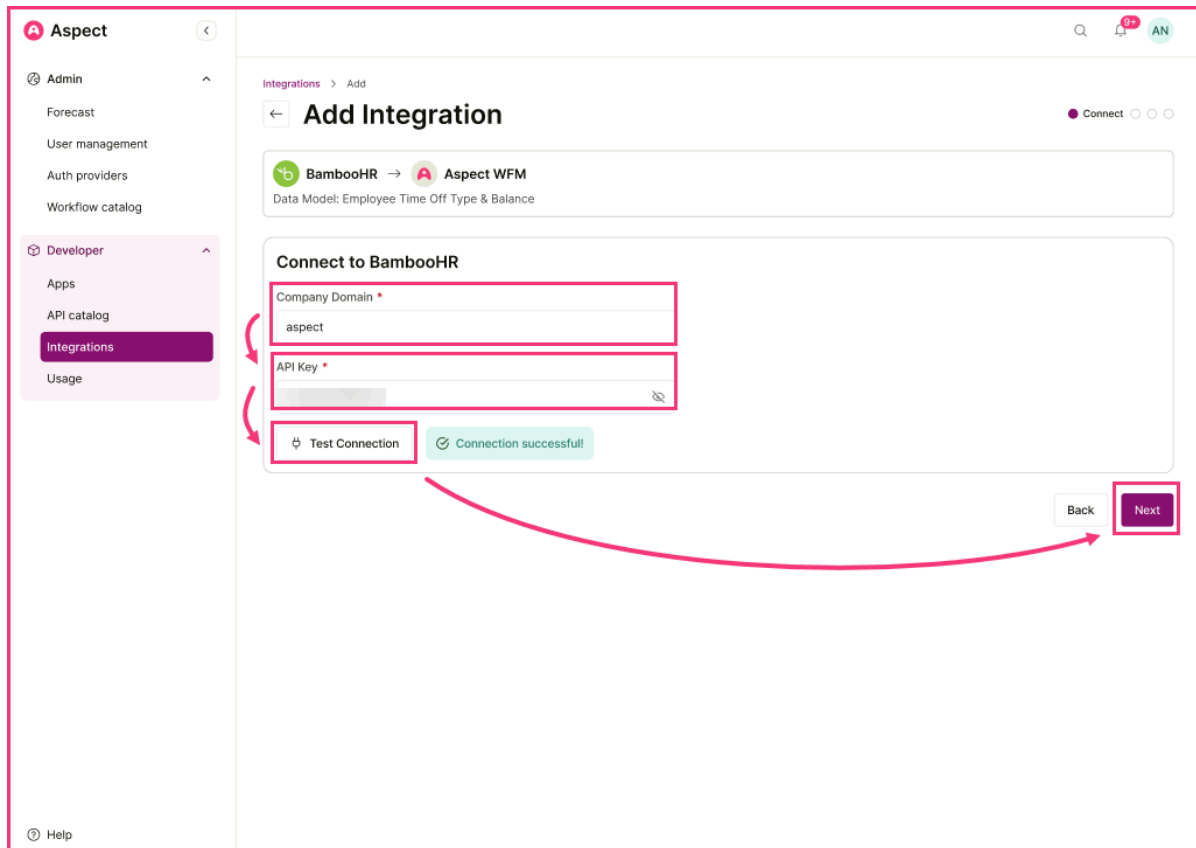 Aspect
9+
AN
Admin
Forecast
User management
Auth providers
Workflow catalog
Developer
Apps
API catalog
Integrations
Usage
Help
Integrations > Add
Add Integration
Connect
BambooHR → Aspect WFM
Data Model: Employee Time Off Type & Balance
Connect to BambooHR
Company Domain *
aspect
API Key *
Test Connection
Connection successful!
Back
Next